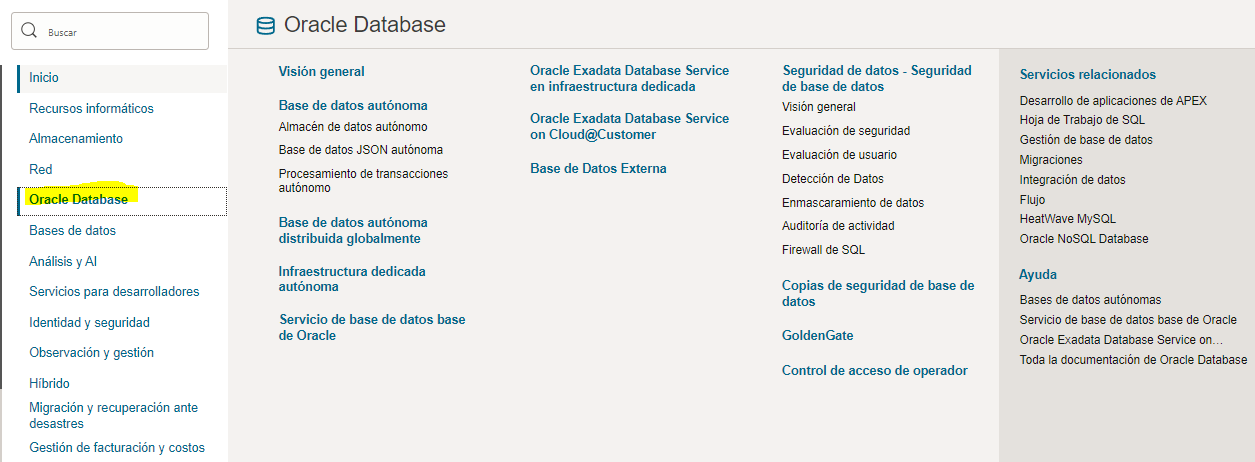 Buscar
Inicio
Recursos informáticos
Almacenamiento
Red
Oracle Database
Bases de datos
Análisis y AI
Servicios para desarrolladores
Identidad y seguridad
Observación y gestión
Híbrido
Migración y recuperación ante
desastres
Gestión de facturación y costos
Oracle Database
Visión general
Base de datos autónoma
Almacén de datos autónomo
Base de datos JSON autónoma
Procesamiento de transacciones
autónomo
Base de datos autónoma
distribuida globalmente
Infraestructura dedicada
autónoma
Servicio de base de datos base
de Oracle
Oracle Exadata Database Service
en infraestructura dedicada
Oracle Exadata Database Service
on Cloud@Customer
Base de Datos Externa
Seguridad de datos - Seguridad
de base de datos
Visión general
Evaluación de seguridad
Evaluación de usuario
Detección de Datos
Enmascaramiento de datos
Auditoría de actividad
Firewall de SQL
Copias de seguridad de base de
datos
GoldenGate
Control de acceso de operador
Servicios relacionados
Desarrollo de aplicaciones de APEX
Hoja de Trabajo de SQL
Gestión de base de datos
Migraciones
Integración de datos
Flujo
HeatWave MySQL
Oracle NoSQL Database
Ayuda
Bases de datos autónomas
Servicio de base de datos base de Oracle
Oracle Exadata Database Service on…
Toda la documentación de Oracle Database